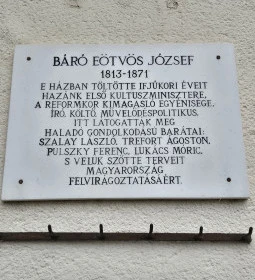 BÁRÓ EÖTVÖS JÓZSEF
1813-1871
E HÁZBAN TÖLTÖTTE IFJÚKORI ÉVEIT
HAZÁNK ELSŐ KULTUSZMINISZTERE,
A REFORMKOR KIMAGASLÓ EGYÉNISÉGE,
ÍRÓ, KÖLTŐ, MŰVELŐDÉSPOLITIKUS.
ITT LÁTOGATTÁK MEG
HALADÓ GONDOLKODÁSÚ BARÁTAI:
SZALAY LÁSZLÓ, TREFORT ÁGOSTON,
PULSZKY FERENC, LUKÁCS MÓRIC,
S VELÜK SZŐTTE TERVEIT
MAGYARORSZÁG
FELVIRÁGOZTATÁSÁÉRT.